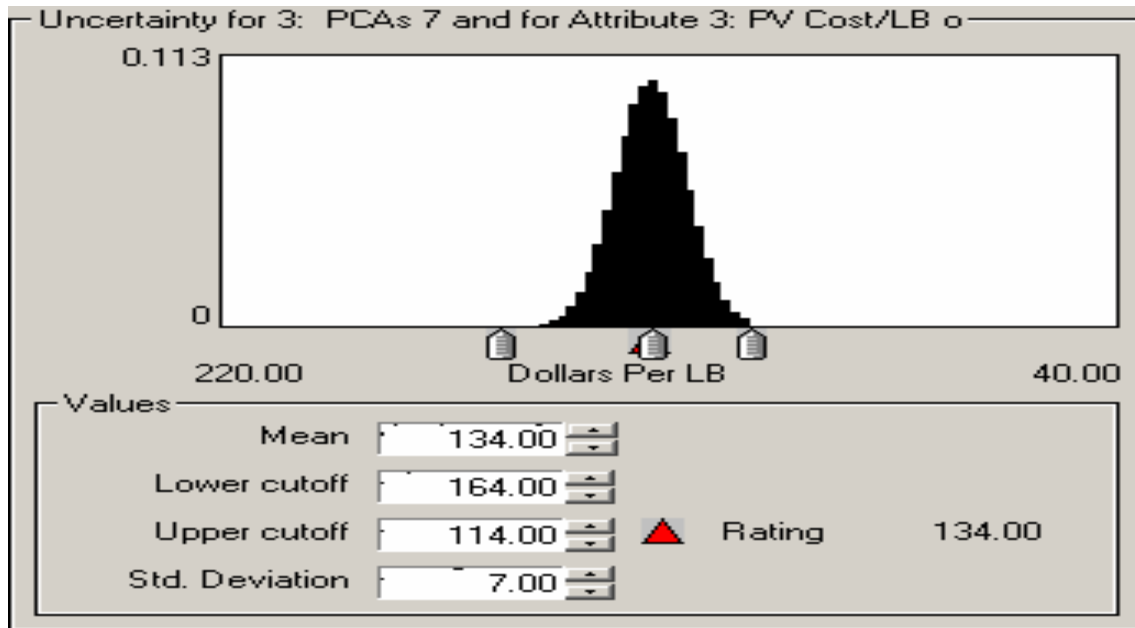 Uncertainty for 3: PCAs 7 and for Attribute 3: PV Cost/LB o
0.113
0
220.00 Dollars Per LB 40.00
Values
Mean 134.00
Lower cutoff 164.00
Upper cutoff 114.00 Rating 134.00
Std. Deviation 7.00